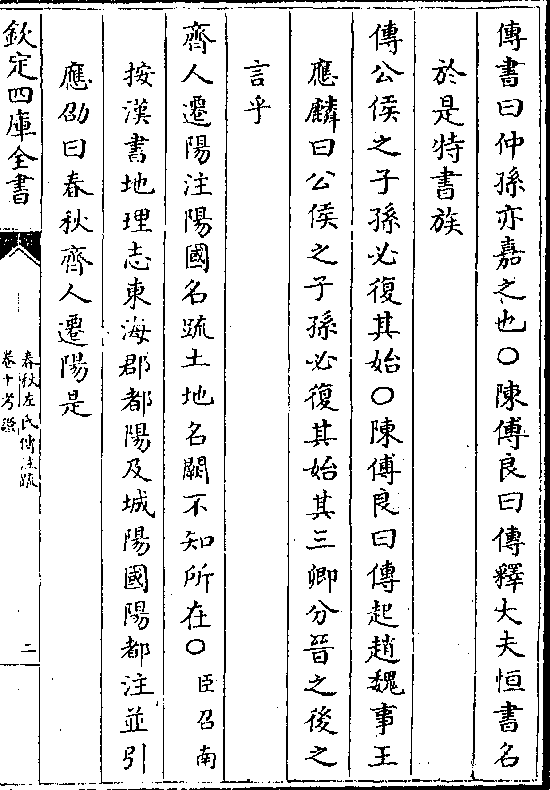 傳書曰仲孫亦嘉之也○陳傅良曰傳釋大夫恒書名
於是特書族
傳公侯之子孫必復其始○陳傅良曰傳起趙魏事王
應麟曰公侯之子孫必復其始其三卿分晉之後之
言乎
齊人遷陽注陽國名疏土地名闕不知所在○臣召南
按漢書地理志東海郡都陽及城陽國陽都注並引
應劭曰春秋齊人遷陽是
欽定四庫全書
春秋左氏傳注疏
卷十考證
二